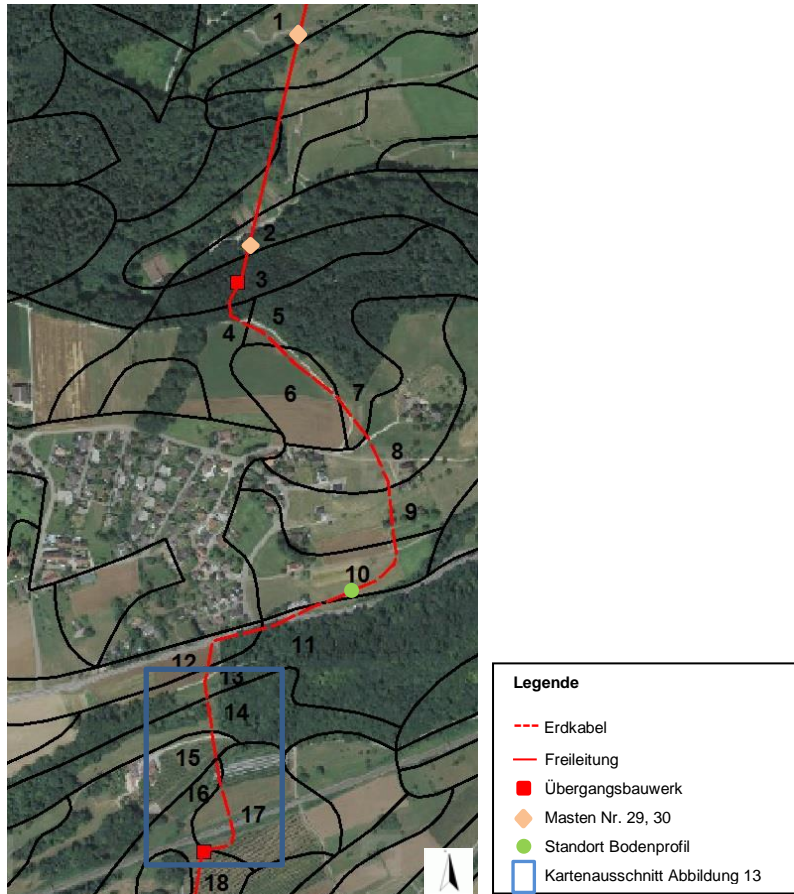 1
2
3
4
5
6
7
8
9
10
11
12
13
14
15
16
17
18
Legende
Erdkabel
Freileitung
Übergangsbauwerk
Masten Nr. 29, 30
Standort Bodenprofil
Kartenausschnitt Abbildung 13